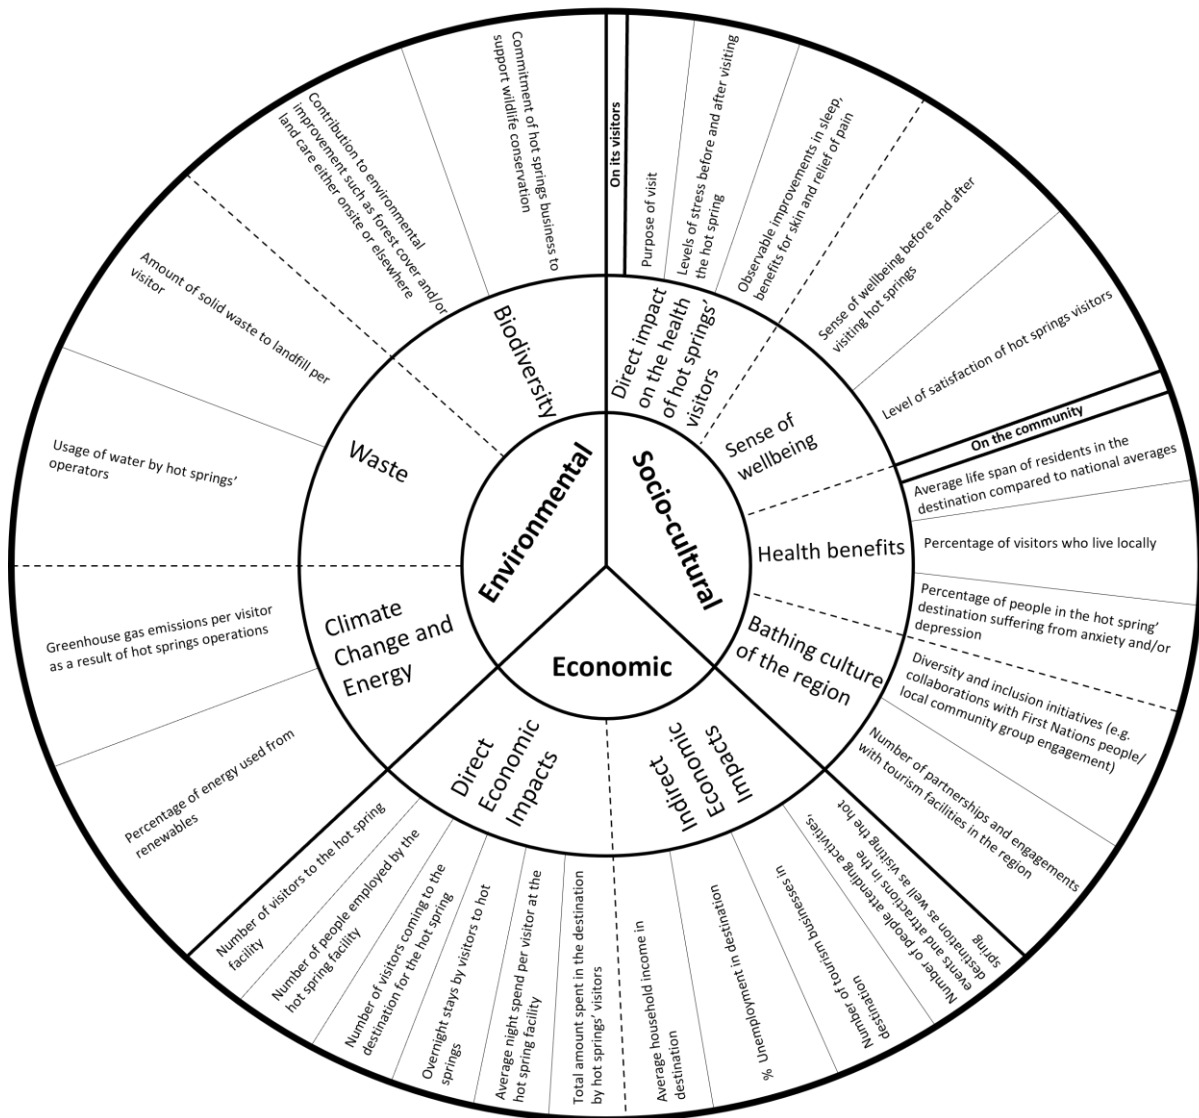 Environmental
Socio-cultural
Economic
Biodiversity
Waste
Climate
Change and
Energy
Direct impact
on the health
of hot springs’
visitors
Sense of
wellbeing
Health benefits
Bathing culture
of the region
Indirect
Economic
Impacts
Direct
Economic
Impacts
On its visitors
Purpose of visit
Levels of stress before and after visiting
the hot spring
Observable improvements in sleep,
benefits for skin and relief of pain
Sense of wellbeing before and after
visiting hot springs
Level of satisfaction of hot springs visitors
On the community
Average life span of residents in the
destination compared to national averages
Percentage of visitors who live locally
Percentage of people in the hot spring’
destination suffering from anxiety and/or
depression
Diversity and inclusion initiatives (e.g.
collaborations with First Nations people/
local community group engagement)
Number of partnerships and engagements
with tourism facilities in the region
Number of people attending activities,
events and attractions in the
destination as well as visiting the hot
spring
Number of tourism businesses in
destination
% Unemployment in destination
Average household income in
destination
Total amount spent in the destination
by hot springs’ visitors
Average night spend per visitor at the
hot spring facility
Overnight stays by visitors to hot
springs
Number of visitors coming to the
destination for the hot spring
Number of people employed by the
hot spring facility
Number of visitors to the hot spring
facility
Percentage of energy used from
renewables
Greenhouse gas emissions per visitor
as a result of hot springs operations
Usage of water by hot springs’
operators
Amount of solid waste to landfill per
visitor
Contribution to environmental
improvement such as forest cover and/or
land care either onsite or elsewhere
Commitment of hot springs business to
support wildlife conservation